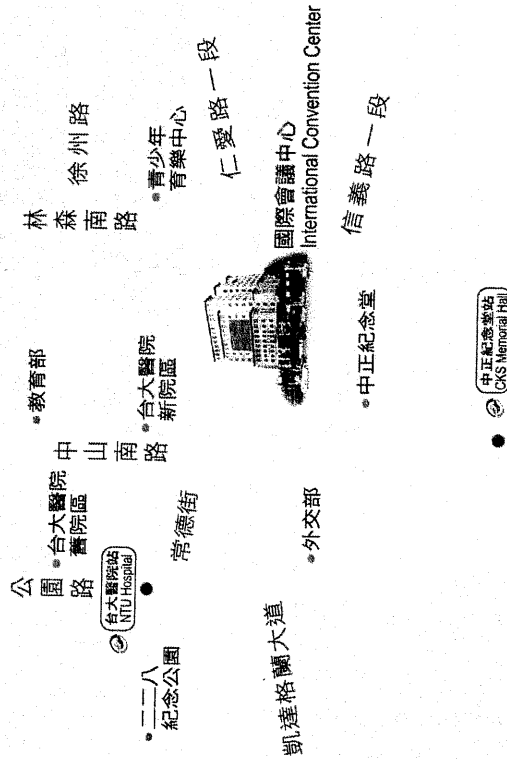 公園路
台大醫院
舊院區
教育部
林森南路
徐州路
台大醫院站
NTU Hospital
中山南路
台大醫院
新院區
青少年
育樂中心
二二八
紀念公園
常德街
仁愛路一段
國際會議中心
International Convention Center
凱達格蘭大道
外交部
中正紀念堂
信義路一段
中正紀念堂站
CKS Memorial Hall